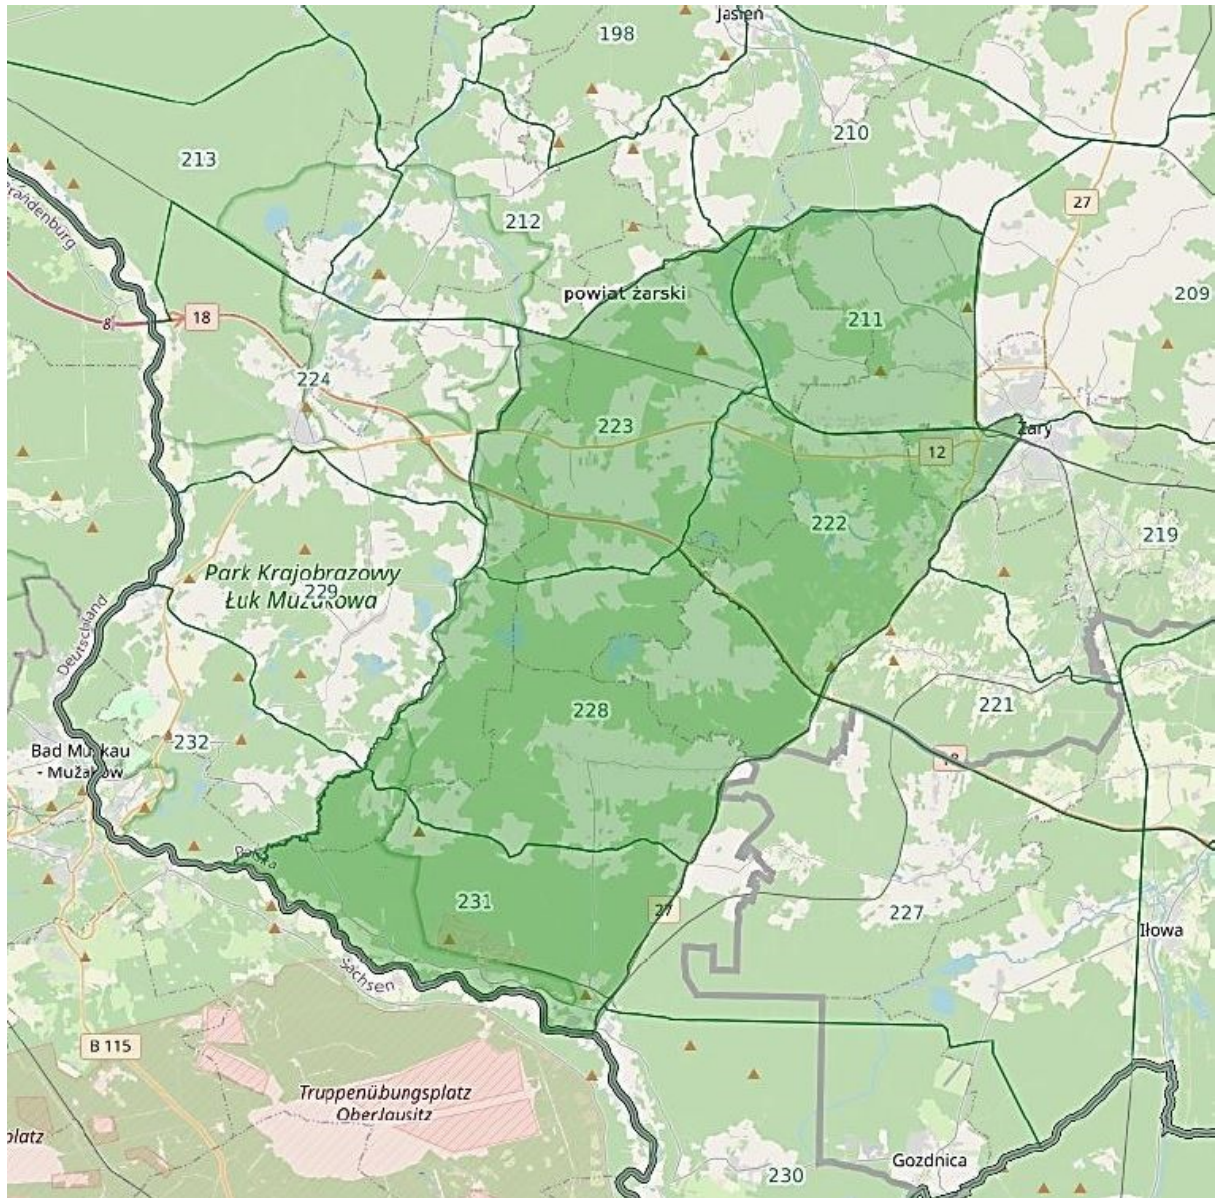 Jasień
198
210
213
27
212
powiat żarski
209
Brandenburg
18
8
211
224
223
Żary
12
222
219
Park Krajobrazowy
229
Łuk Mużakowa
Deutschland
228
221
232
Bad Muskau
- Mużaków
18
231
27
227
Iłowa
Sachsen
B 115
Truppenübungsplatz
Oberlausitz
platz
Gozdnica
230